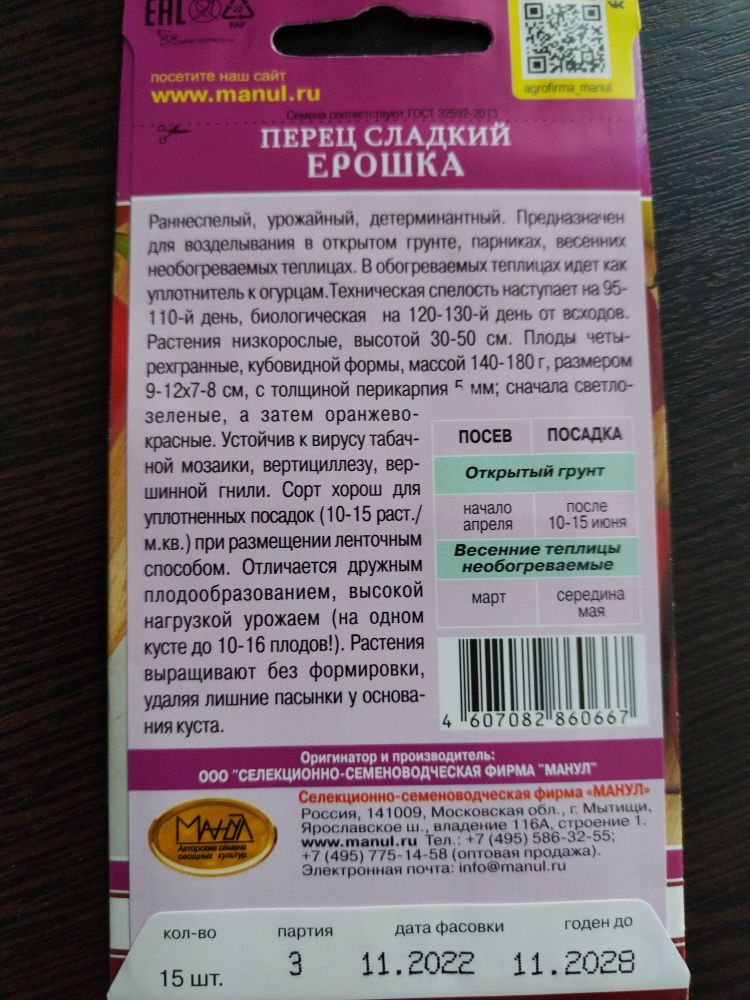 EAC
22
PAP
посетите наш сайт
www.manul.ru
agrofirma_manul
Семена соответствуют ГОСТ 32592-2013
ПЕРЕЦ СЛАДКИЙ
ЕРОШКА
Раннеспелый, урожайный, детерминантный. Предназначен
для возделывания в открытом грунте, парниках, весенних
необогреваемых теплицах. В обогреваемых теплицах идет как
уплотнитель к огурцам.Техническая спелость наступает на 95-
110-й день, биологическая на 120-130-й день от всходов.
Растения низкорослые, высотой 30-50 см. Плоды четы-
рехгранные, кубовидной формы, массой 140-180 г, размером
9-12х7-8 см, с толщиной перикарпия 5 мм; сначала светло-
зеленые, а затем оранжево-
красные. Устойчив к вирусу табач-
ной мозаики, вертициллезу, вер-
шинной гнили. Сорт хорош для
уплотненных посадок (10-15 раст./
м.кв.) при размещении ленточным
способом. Отличается дружным
плодообразованием, высокой
нагрузкой урожаем (на одном
кусте до 10-16 плодов!). Растения
выращивают без формировки,
удаляя лишние пасынки у основа-
ния куста.
ПОСЕВ ПОСАДКА
Открытый грунт
начало после
апреля 10-15 июня
Весенние теплицы
необогреваемые
март середина
мая
4 607082 860667
Оригинатор и производитель:
ООО "СЕЛЕКЦИОННО-СЕМЕНОВОДЧЕСКАЯ ФИРМА "МАНУЛ"
МАНУЛ
Авторские семена
овощных культур
Селекционно-семеноводческая фирма «МАНУЛ»
Россия, 141009, Московская обл., г. Мытищи,
Ярославское ш., владение 116А, строение 1.
www.manul.ru Тел.: +7 (495) 586-32-55;
+7 (495) 775-14-58 (оптовая продажа).
Электронная почта: info@manul.ru
кол-во партия дата фасовки годен до
15 шт. 3 11.2022 11.2028